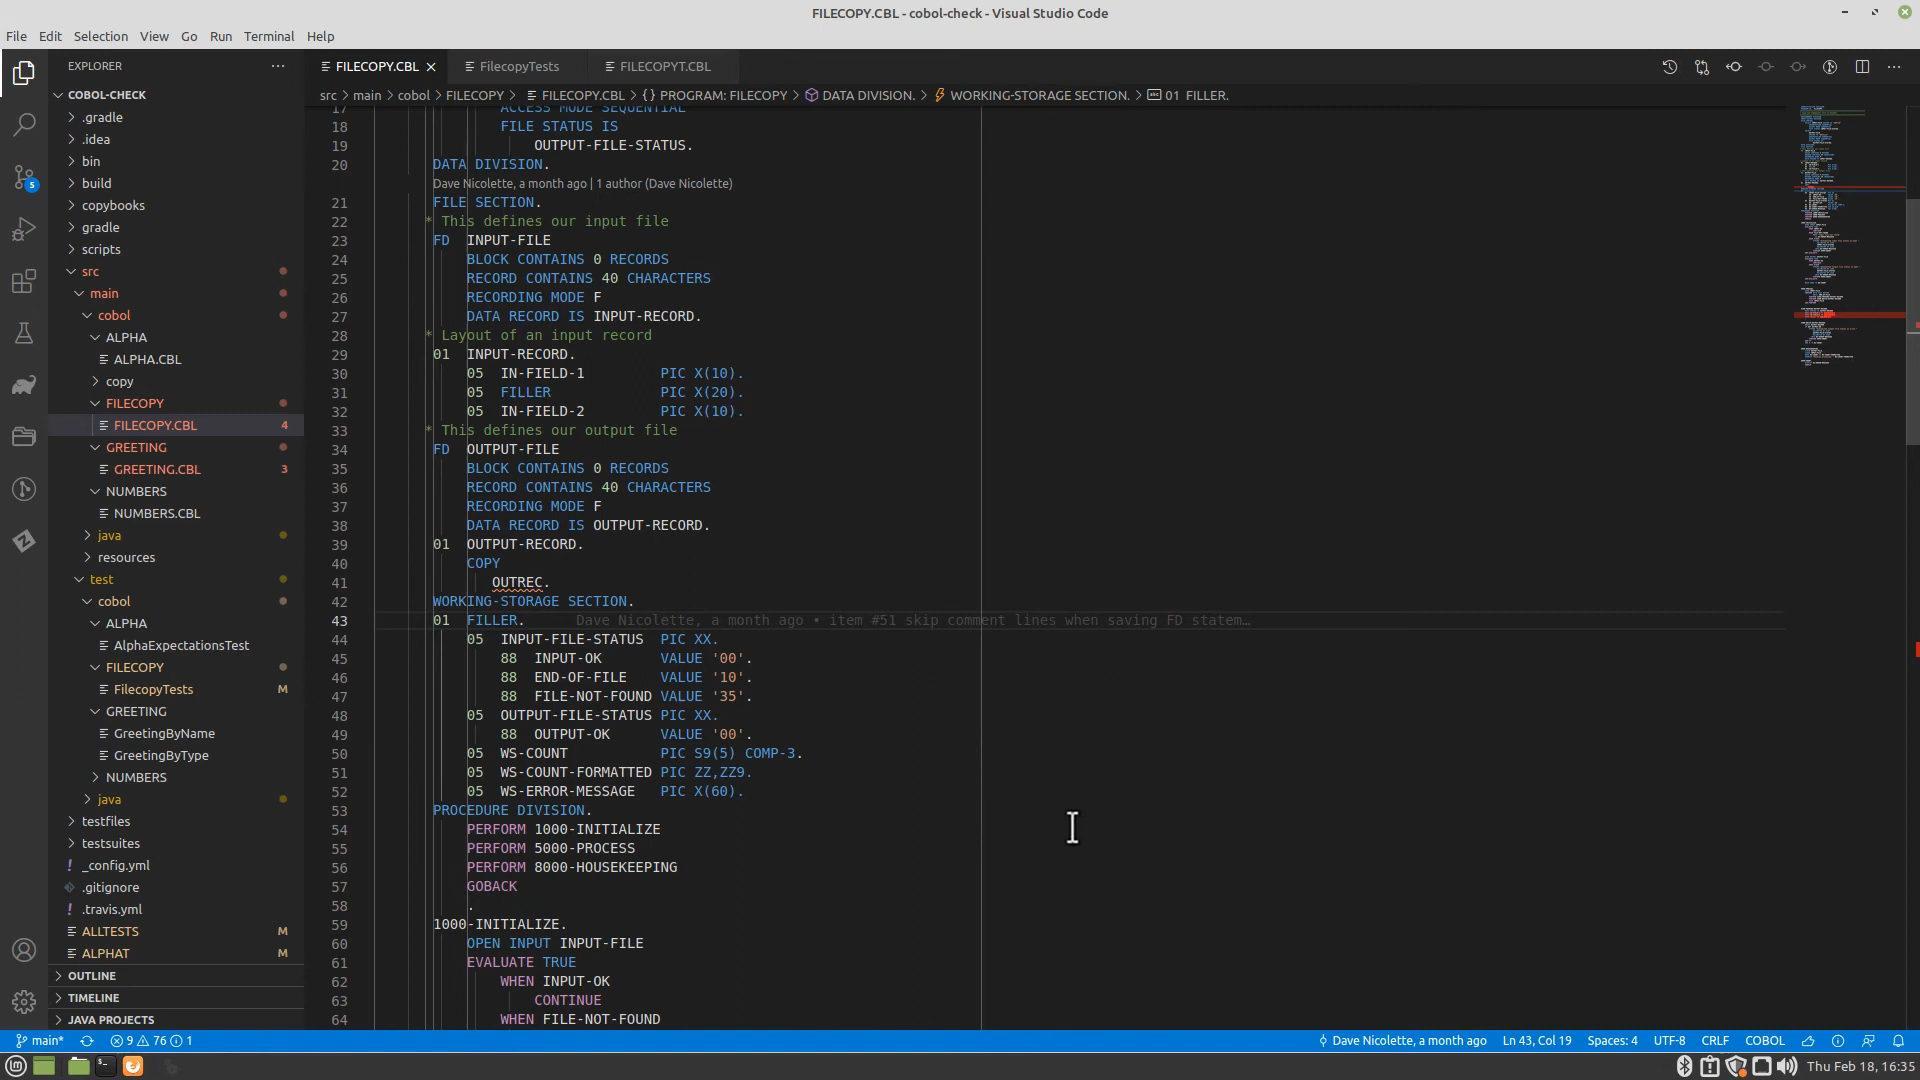 FILECOPY.CBL - cobol-check - Visual Studio Code
File Edit Selection View Go Run Terminal Help
EXPLORER
COBOL-CHECK
.gradle
.idea
bin
build
copybooks
gradle
scripts
src
main
cobol
ALPHA
ALPHA.CBL
copy
FILECOPY
FILECOPY.CBL 4
GREETING
GREETING.CBL 3
NUMBERS
NUMBERS.CBL
java
resources
test
cobol
ALPHA
AlphaExpectationsTest
FILECOPY
FilecopyTests M
GREETING
GreetingByName
GreetingByType
NUMBERS
java
testfiles
testsuites
! _config.yml
.gitignore
! .travis.yml
ALLTESTS M
ALPHAT M
OUTLINE
TIMELINE
JAVA PROJECTS
5
FILECOPY.CBL FilecopyTests FILECOPYT.CBL
src > main > cobol > FILECOPY > FILECOPY.CBL > {} PROGRAM: FILECOPY > DATA DIVISION. > WORKING-STORAGE SECTION. > 01 FILLER.
17 ACCESS MODE SEQUENTIAL
18 FILE STATUS IS
19 OUTPUT-FILE-STATUS.
20 DATA DIVISION.
Dave Nicolette, a month ago | 1 author (Dave Nicolette)
21 FILE SECTION.
22 * This defines our input file
23 FD  INPUT-FILE
24 BLOCK CONTAINS 0 RECORDS
25 RECORD CONTAINS 40 CHARACTERS
26 RECORDING MODE F
27 DATA RECORD IS INPUT-RECORD.
28 * Layout of an input record
29 01  INPUT-RECORD.
30 05  IN-FIELD-1         PIC X(10).
31 05  FILLER             PIC X(20).
32 05  IN-FIELD-2         PIC X(10).
33 * This defines our output file
34 FD  OUTPUT-FILE
35 BLOCK CONTAINS 0 RECORDS
36 RECORD CONTAINS 40 CHARACTERS
37 RECORDING MODE F
38 DATA RECORD IS OUTPUT-RECORD.
39 01  OUTPUT-RECORD.
40 COPY
41 OUTREC.
42 WORKING-STORAGE SECTION.
43 01  FILLER.      Dave Nicolette, a month ago • item #51 skip comment lines when saving FD statem…
44 05  INPUT-FILE-STATUS  PIC XX.
45 88  INPUT-OK       VALUE '00'.
46 88  END-OF-FILE    VALUE '10'.
47 88  FILE-NOT-FOUND VALUE '35'.
48 05  OUTPUT-FILE-STATUS PIC XX.
49 88  OUTPUT-OK      VALUE '00'.
50 05  WS-COUNT           PIC S9(5) COMP-3.
51 05  WS-COUNT-FORMATTED PIC ZZ,ZZ9.
52 05  WS-ERROR-MESSAGE   PIC X(60).
53 PROCEDURE DIVISION.
54 PERFORM 1000-INITIALIZE
55 PERFORM 5000-PROCESS
56 PERFORM 8000-HOUSEKEEPING
57 GOBACK
58 .
59 1000-INITIALIZE.
60 OPEN INPUT INPUT-FILE
61 EVALUATE TRUE
62 WHEN INPUT-OK
63 CONTINUE
64 WHEN FILE-NOT-FOUND
main* 9 76 1 Dave Nicolette, a month ago Ln 43, Col 19 Spaces: 4 UTF-8 CRLF COBOL
Thu Feb 18, 16:35